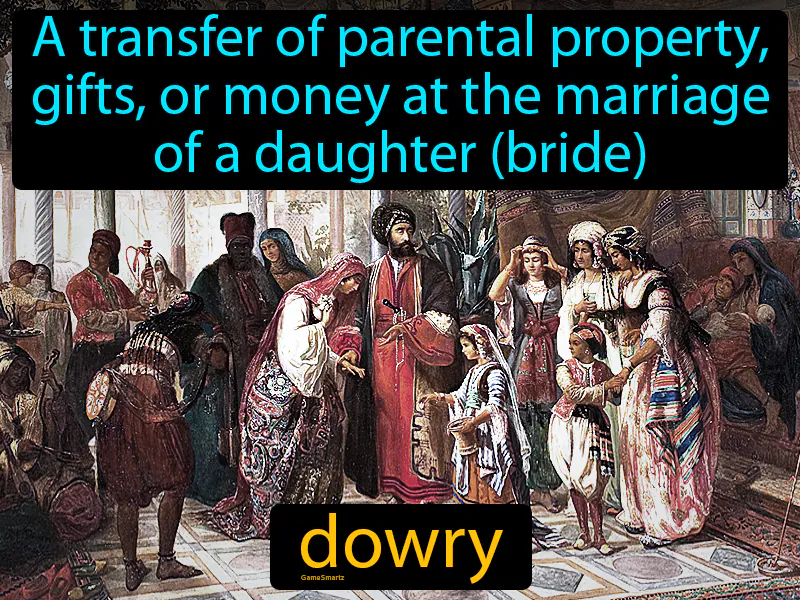 A transfer of parental property,
gifts, or money at the marriage
of a daughter (bride)
dowry
GameSmartz